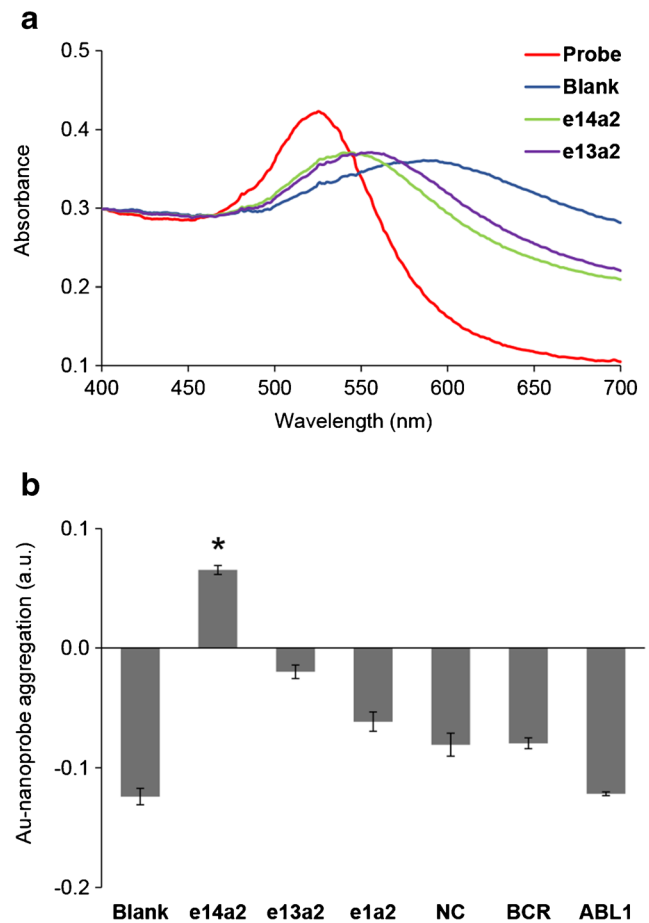 a
0.5
0.4
0.3
0.2
0.1
Absorbance
400 450 500 550 600 650 700
Wavelength (nm)
Probe
Blank
e14a2
e13a2
b
0.1
0.0
-0.1
-0.2
Au-nanoprobe aggregation (a.u.)
*
Blank e14a2 e13a2 e1a2 NC BCR ABL1